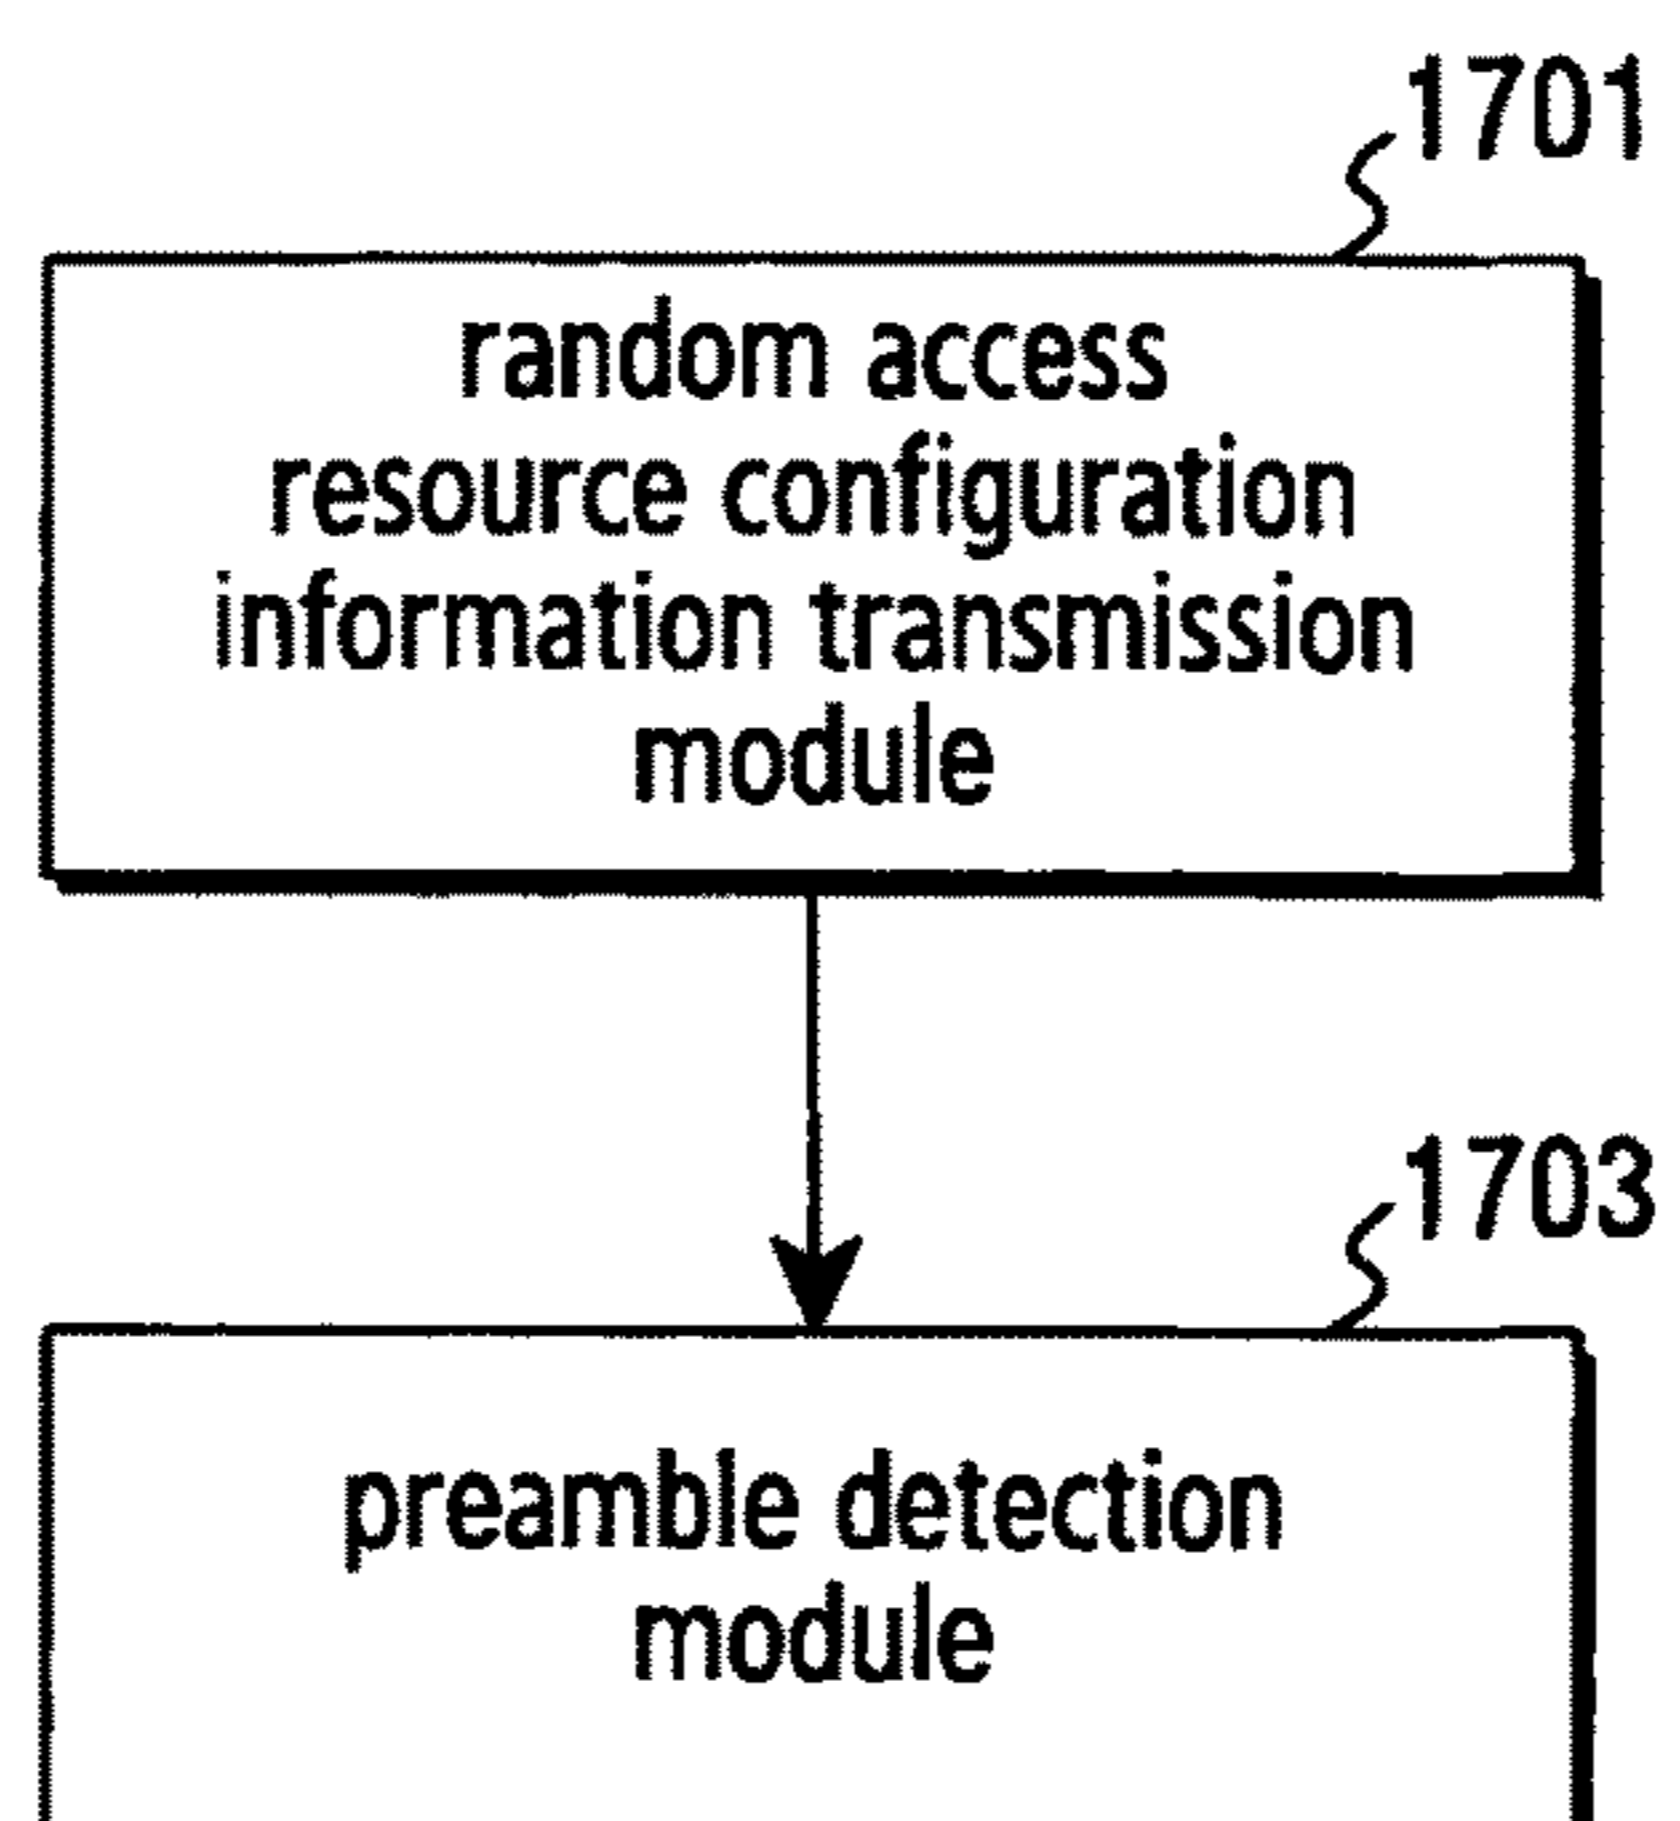 1701
random access
resource configuration
information transmission
module
1703
preamble detection
module